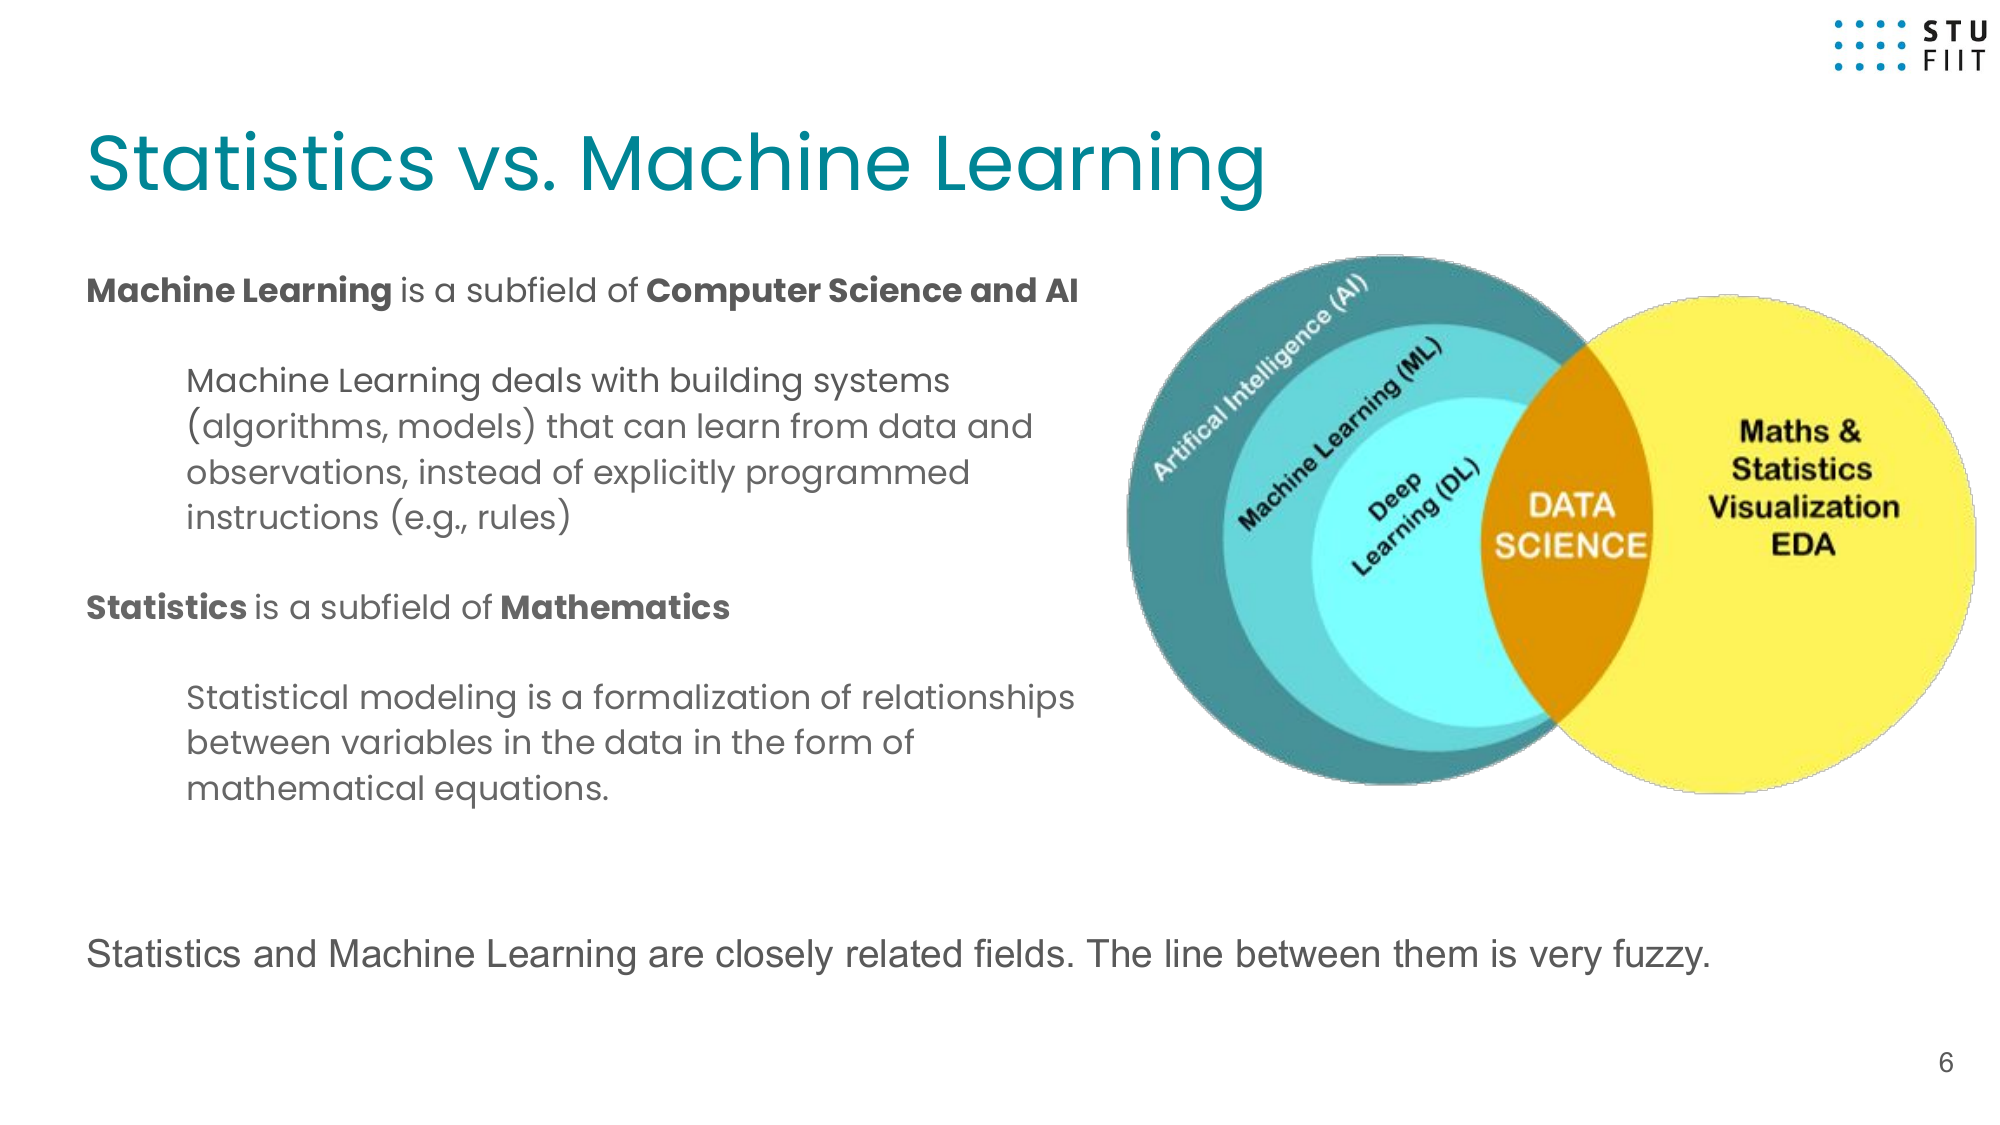 STU
FIIT
Statistics vs. Machine Learning
Machine Learning is a subfield of Computer Science and AI
Machine Learning deals with building systems
(algorithms, models) that can learn from data and
observations, instead of explicitly programmed
instructions (e.g., rules)
Statistics is a subfield of Mathematics
Statistical modeling is a formalization of relationships
between variables in the data in the form of
mathematical equations.
Artifical Intelligence (AI)
Machine Learning (ML)
Deep
Learning (DL)
DATA
SCIENCE
Maths &
Statistics
Visualization
EDA
Statistics and Machine Learning are closely related fields. The line between them is very fuzzy.
6